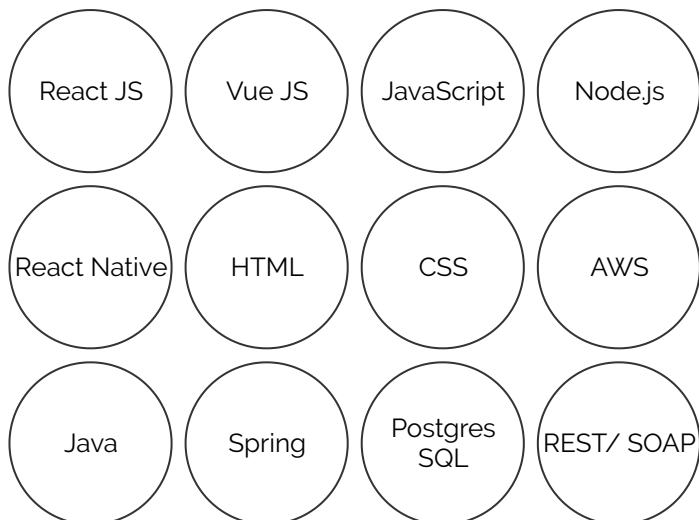 React JS
Vue JS
JavaScript
Node.js
React Native
HTML
CSS
AWS
Java
Spring
Postgres
SQL
REST/ SOAP